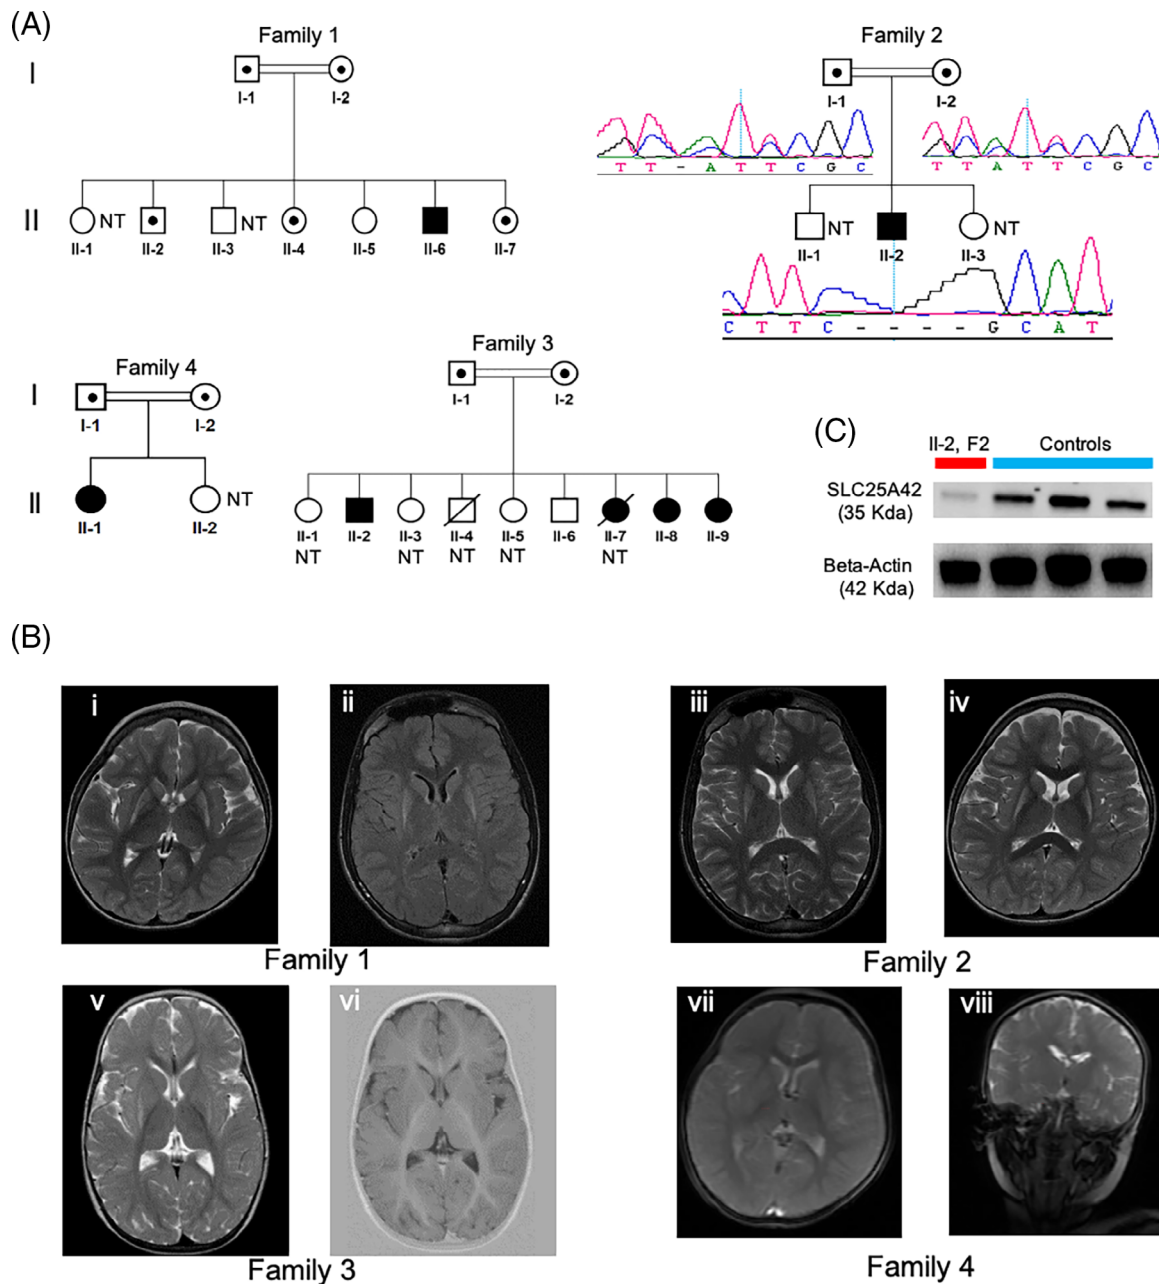 (A)
Family 1
I
I-1 I-2
II
NT NT
II-1 II-2 II-3 II-4 II-5 II-6 II-7
Family 2
I-1 I-2
T T - A T T C G C
T T A T T C G C
NT NT
II-1 II-2 II-3
C T T C - - - - G C A T
Family 4
I
I-1 I-2
II
NT
II-1 II-2
Family 3
I-1 I-2
II-1 II-2 II-3 II-4 II-5 II-6 II-7 II-8 II-9
NT NT NT NT NT
(C)
II-2, F2 Controls
SLC25A42
(35 Kda)
Beta-Actin
(42 Kda)
(B)
i ii iii iv
Family 1 Family 2
v vi vii viii
Family 3 Family 4